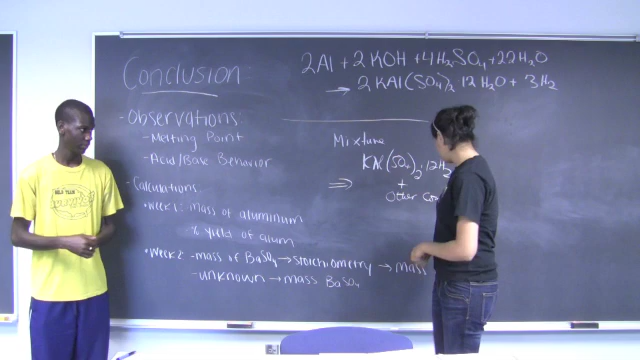 Conclusion:
2Al + 2KOH + 4H₂SO₄ + 22H₂O
→ 2KAl(SO₄)₂ 12H₂O + 3H₂
- Observations:
- Melting Point
- Acid/Base Behavior
- Calculations:
• Week 1: - mass of aluminum
- % yield of alum
• Week 2 - mass of BaSO₄ → stoichiometry → mass
- unknown → mass BaSO₄
Mixture
⇒ KAl(SO₄)₂·12H₂
+
Other